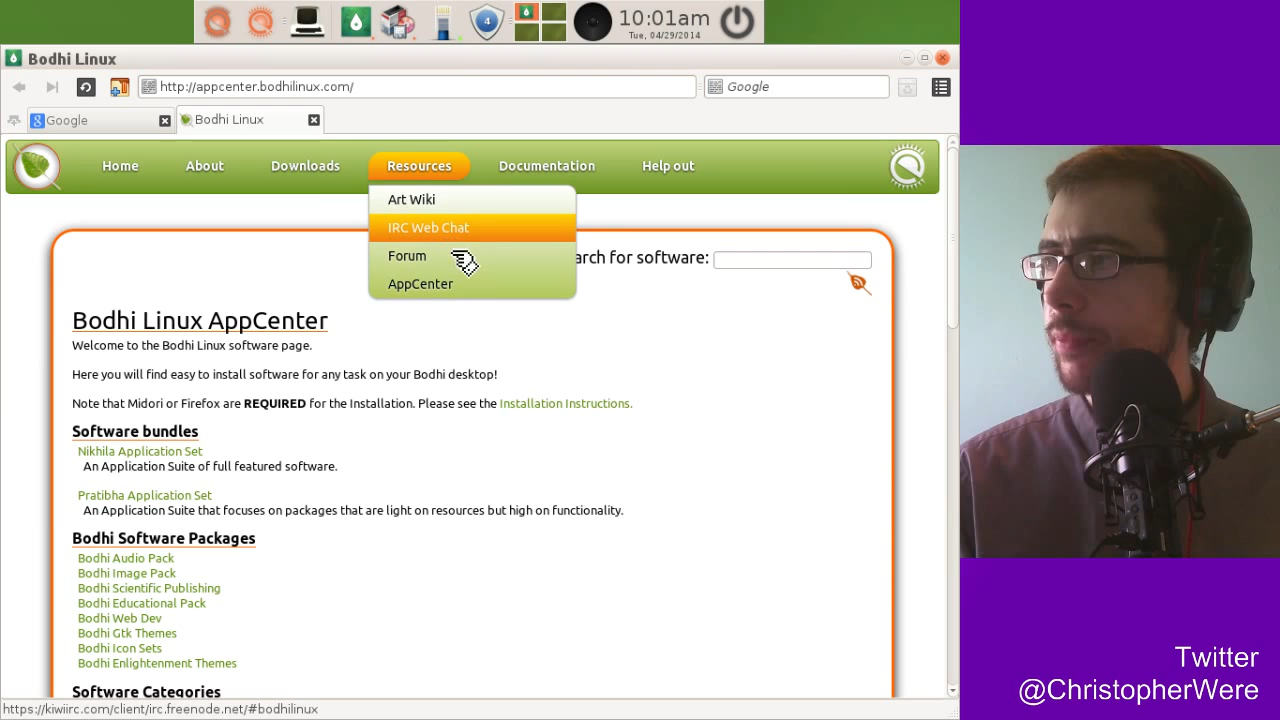 10:01am
Tue, 04/29/2014
4
Bodhi Linux
http://appcenter.bodhilinux.com/
Google
Google
Bodhi Linux
Home
About
Downloads
Resources
Documentation
Help out
Art Wiki
IRC Web Chat
Forum
AppCenter
arch for software:
Bodhi Linux AppCenter
Welcome to the Bodhi Linux software page.
Here you will find easy to install software for any task on your Bodhi desktop!
Note that Midori or Firefox are REQUIRED for the Installation. Please see the Installation Instructions.
Software bundles
Nikhila Application Set
An Application Suite of full featured software.
Pratibha Application Set
An Application Suite that focuses on packages that are light on resources but high on functionality.
Bodhi Software Packages
Bodhi Audio Pack
Bodhi Image Pack
Bodhi Scientific Publishing
Bodhi Educational Pack
Bodhi Web Dev
Bodhi Gtk Themes
Bodhi Icon Sets
Bodhi Enlightenment Themes
Software Categories
https://kiwiirc.com/client/irc.freenode.net/#bodhilinux
Twitter
@ChristopherWere